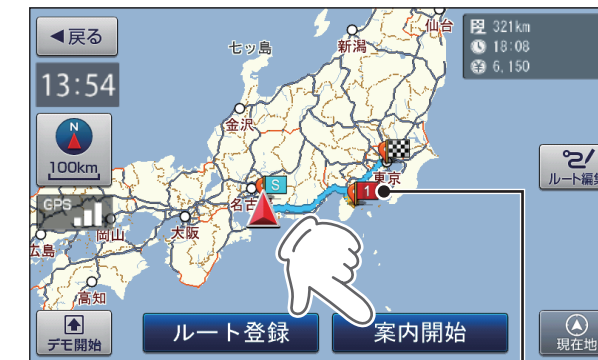 ◀戻る
13:54
N
100km
GPS
七ッ島
新潟
仙台
321km
18:08
¥ 6,150
金沢
東京
S
1
名古
岡山
大阪
広島
高知
ルート編集
デモ開始
ルート登録
案内開始
現在地